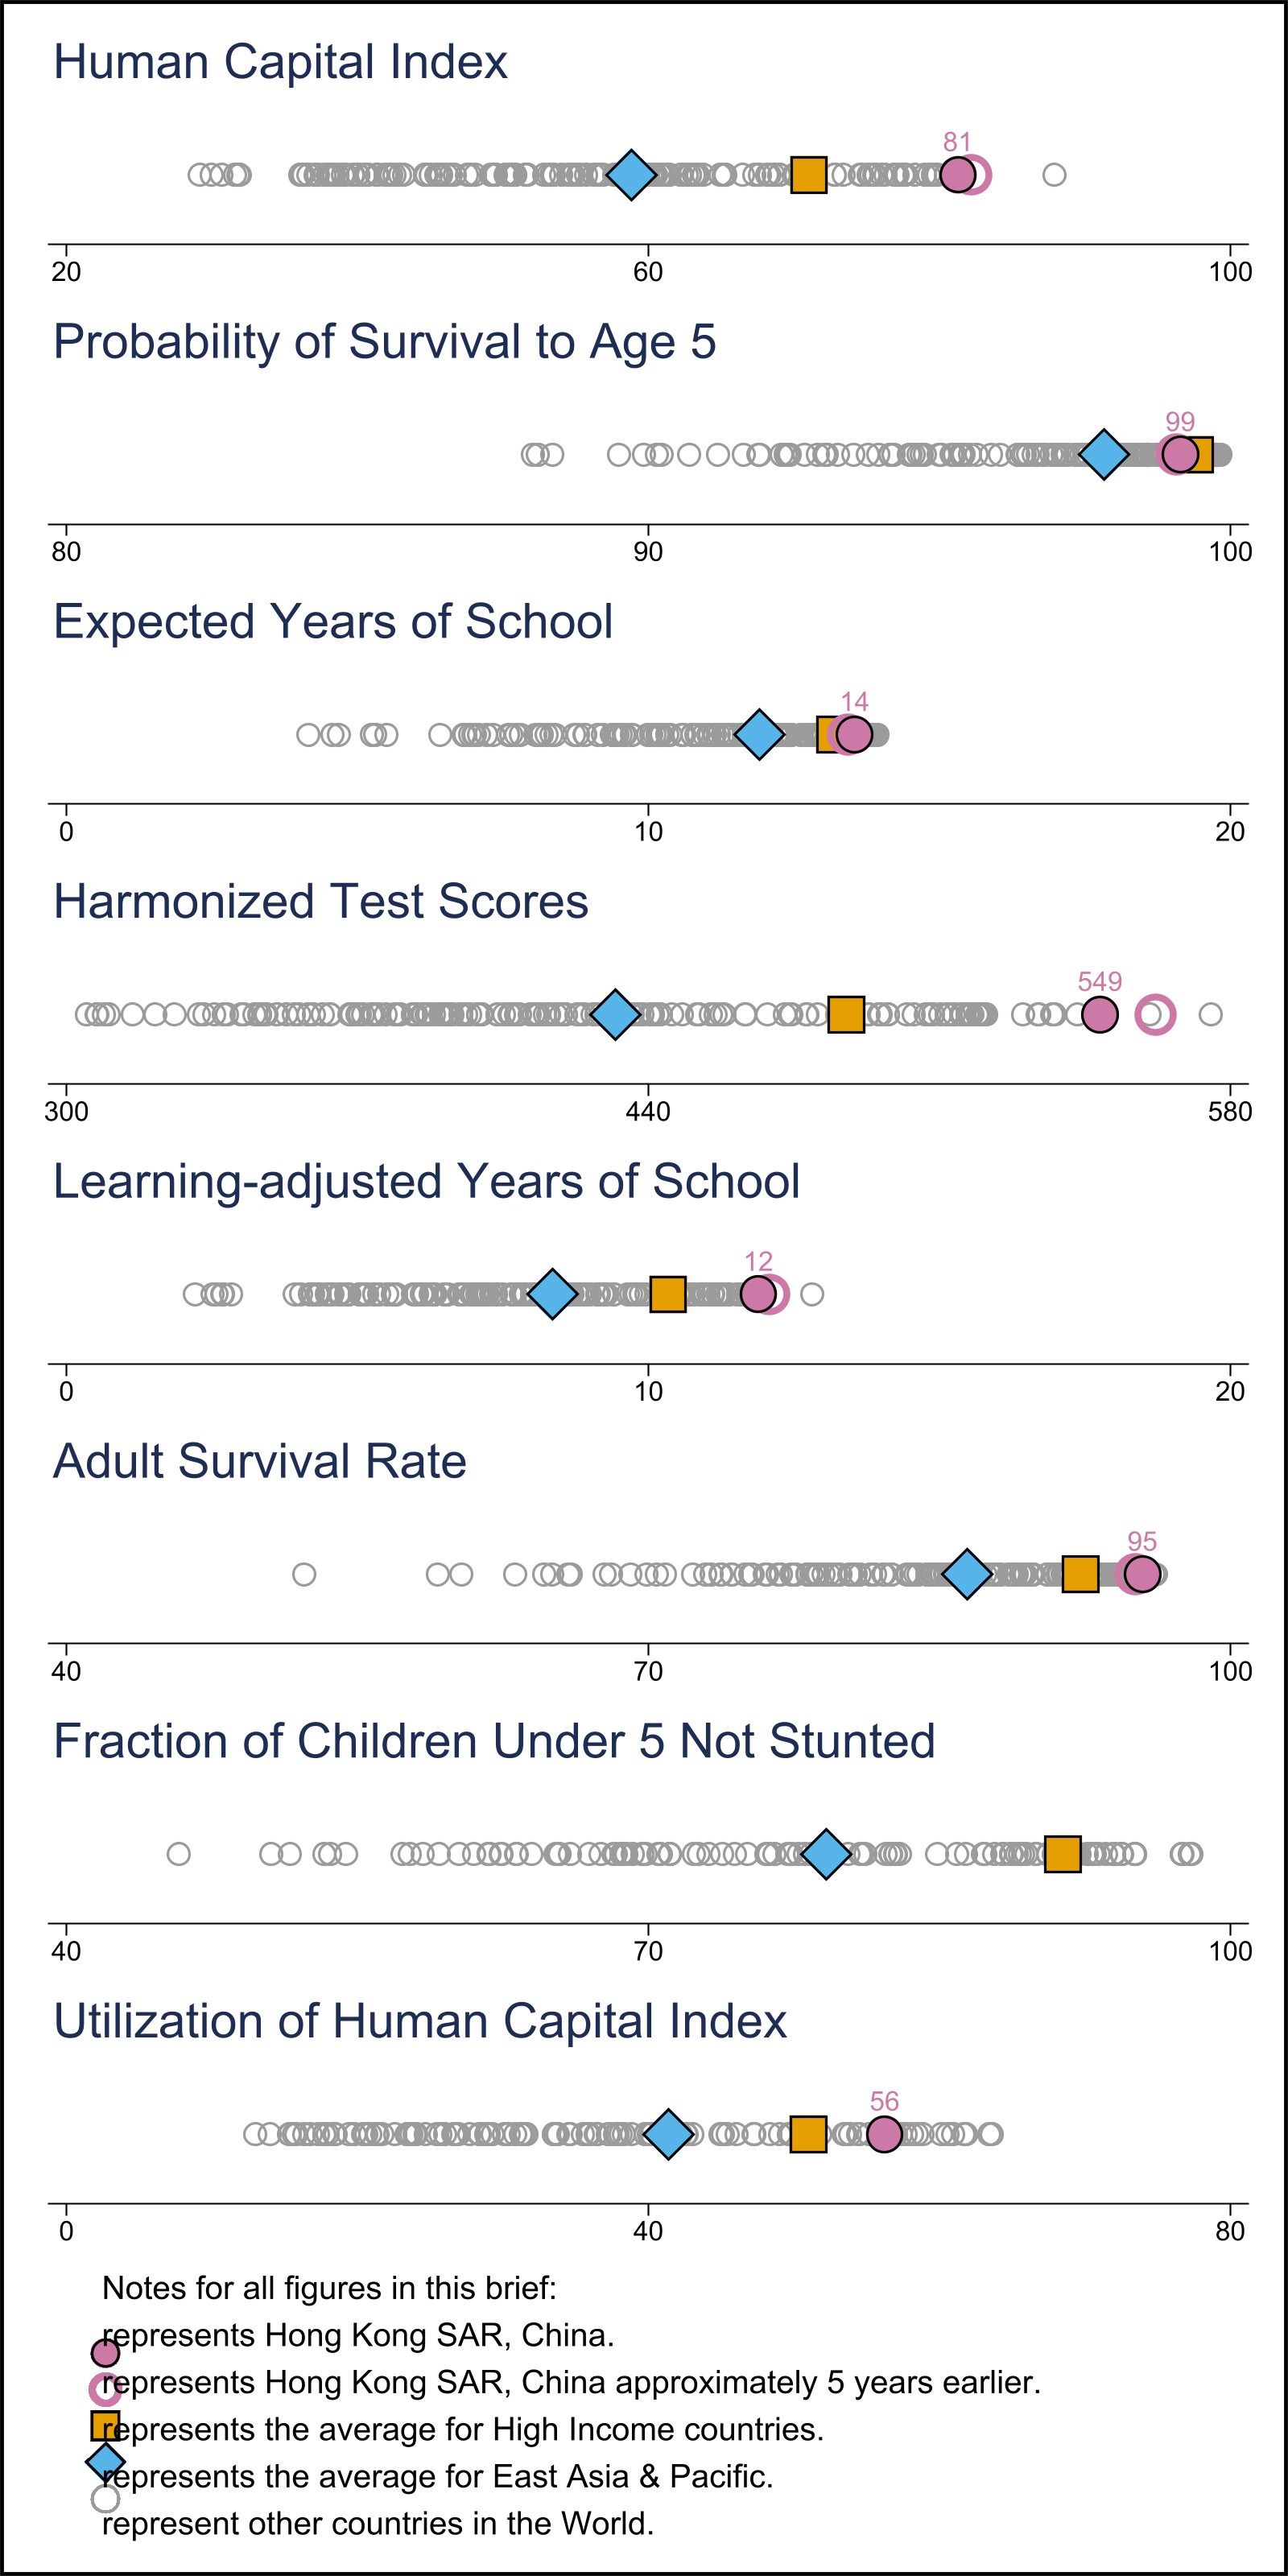 Human Capital Index
81
20 60 100
Probability of Survival to Age 5
99
80 90 100
Expected Years of School
14
0 10 20
Harmonized Test Scores
549
300 440 580
Learning-adjusted Years of School
12
0 10 20
Adult Survival Rate
95
40 70 100
Fraction of Children Under 5 Not Stunted
40 70 100
Utilization of Human Capital Index
56
0 40 80
Notes for all figures in this brief:
represents Hong Kong SAR, China.
represents Hong Kong SAR, China approximately 5 years earlier.
represents the average for High Income countries.
represents the average for East Asia & Pacific.
represent other countries in the World.